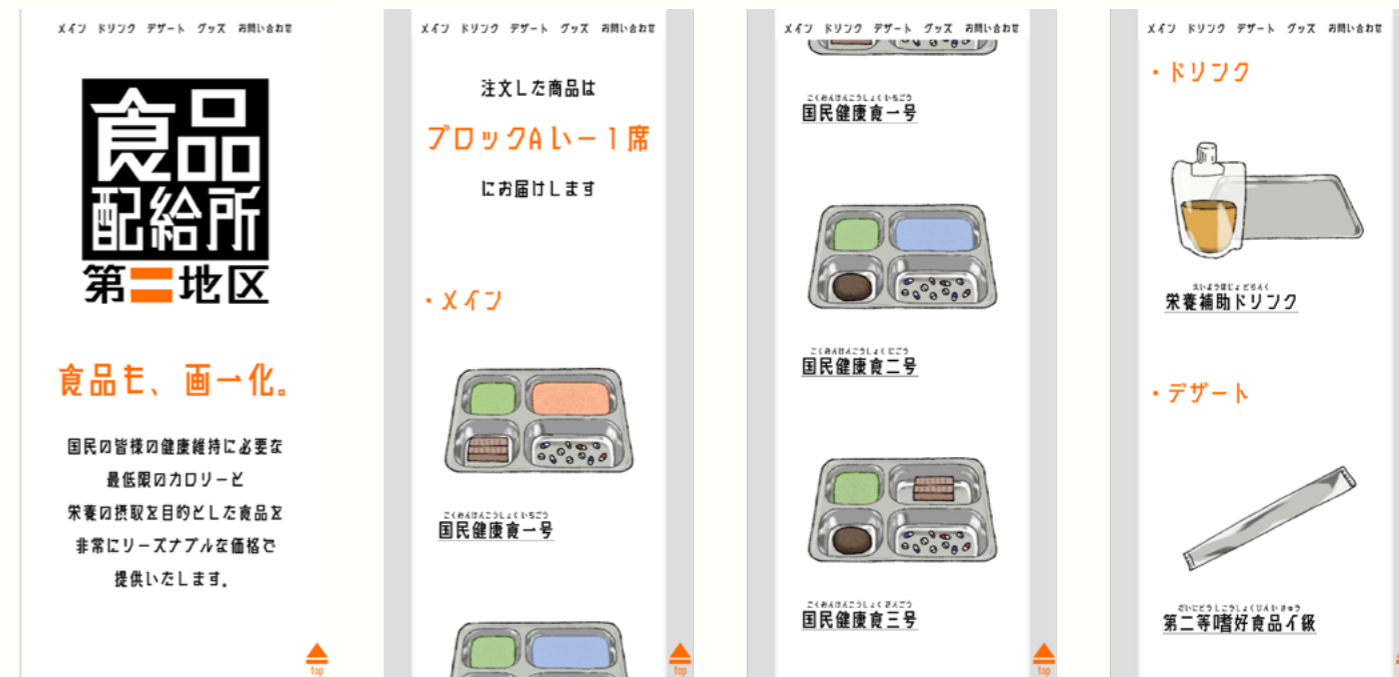 メイン ドリンク デザート グッズ お問い合わせ
食品
配給所
第二地区
食品も、画一化。
国民の皆様の健康維持に必要な
最低限のカロリーと
栄養の摂取を目的とした食品を
非常にリーズナブルな価格で
提供いたします。
top
メイン ドリンク デザート グッズ お問い合わせ
注文した商品は
ブロックA い－1席
にお届けします
・メイン
こくみんけんこうしょくいちごう
国民健康食一号
top
メイン ドリンク デザート グッズ お問い合わせ
こくみんけんこうしょくいちごう
国民健康食一号
こくみんけんこうしょくにごう
国民健康食二号
こくみんけんこうしょくさんごう
国民健康食三号
top
メイン ドリンク デザート グッズ お問い合わせ
・ドリンク
えいようほじょどりんく
栄養補助ドリンク
・デザート
だいにとうしこうしょくひんいきゅう
第二等嗜好食品イ級